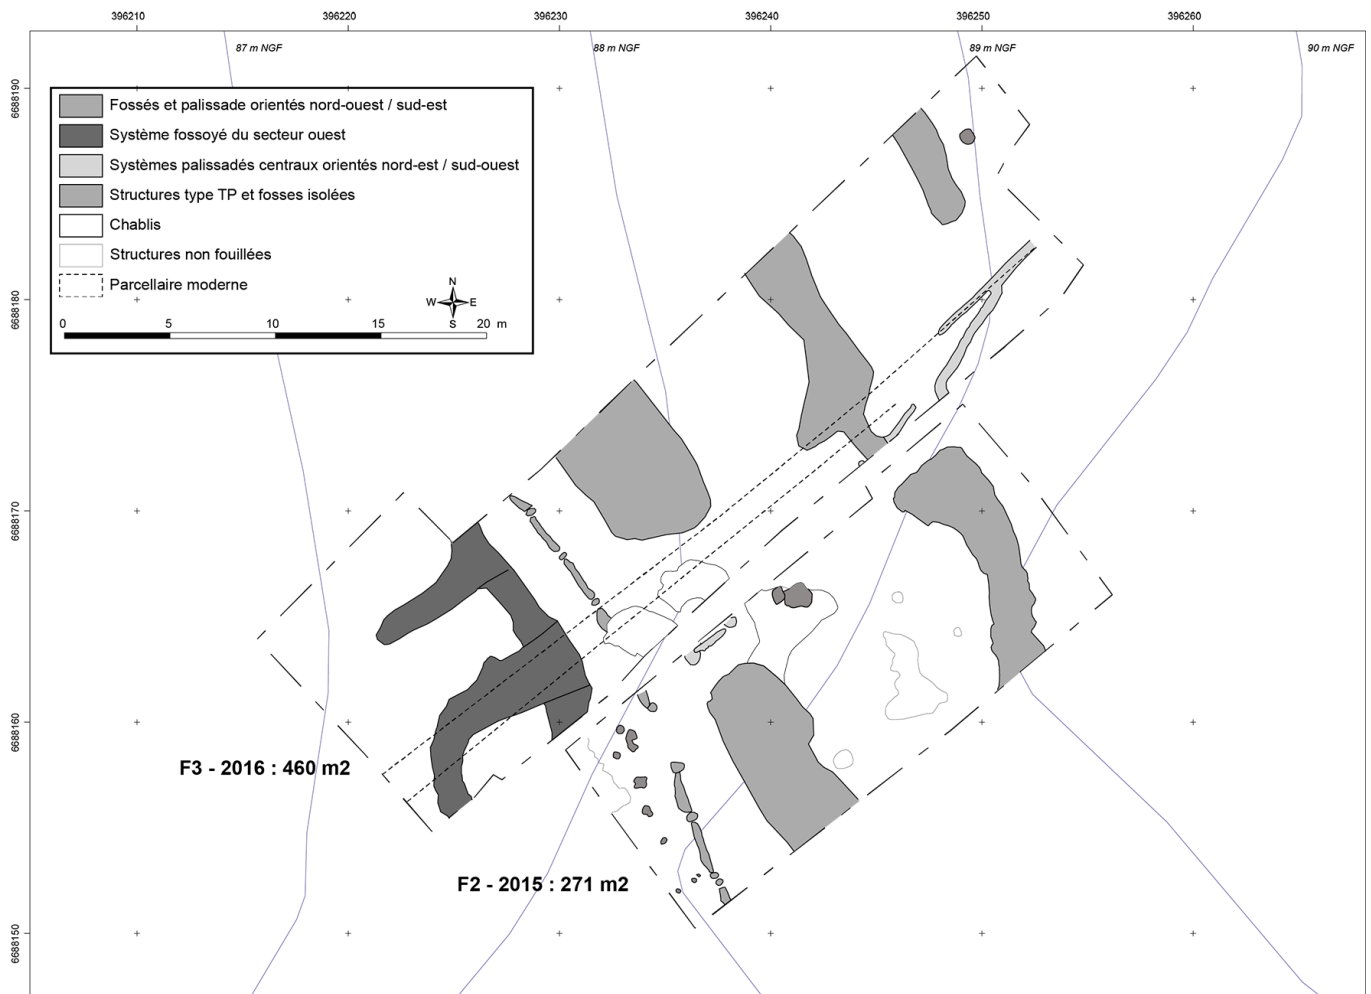 396210 396220 396230 396240 396250 396260
87 m NGF 88 m NGF 89 m NGF 90 m NGF
6688190
Fossés et palissade orientés nord-ouest / sud-est
Système fossoyé du secteur ouest
Systèmes palissadés centraux orientés nord-est / sud-ouest
Structures type TP et fosses isolées
Chablis
Structures non fouillées
Parcellaire moderne
N
W E
S
0 5 10 15 20 m
6688180
6688170
6688160
F3 - 2016 : 460 m2
F2 - 2015 : 271 m2
6688150